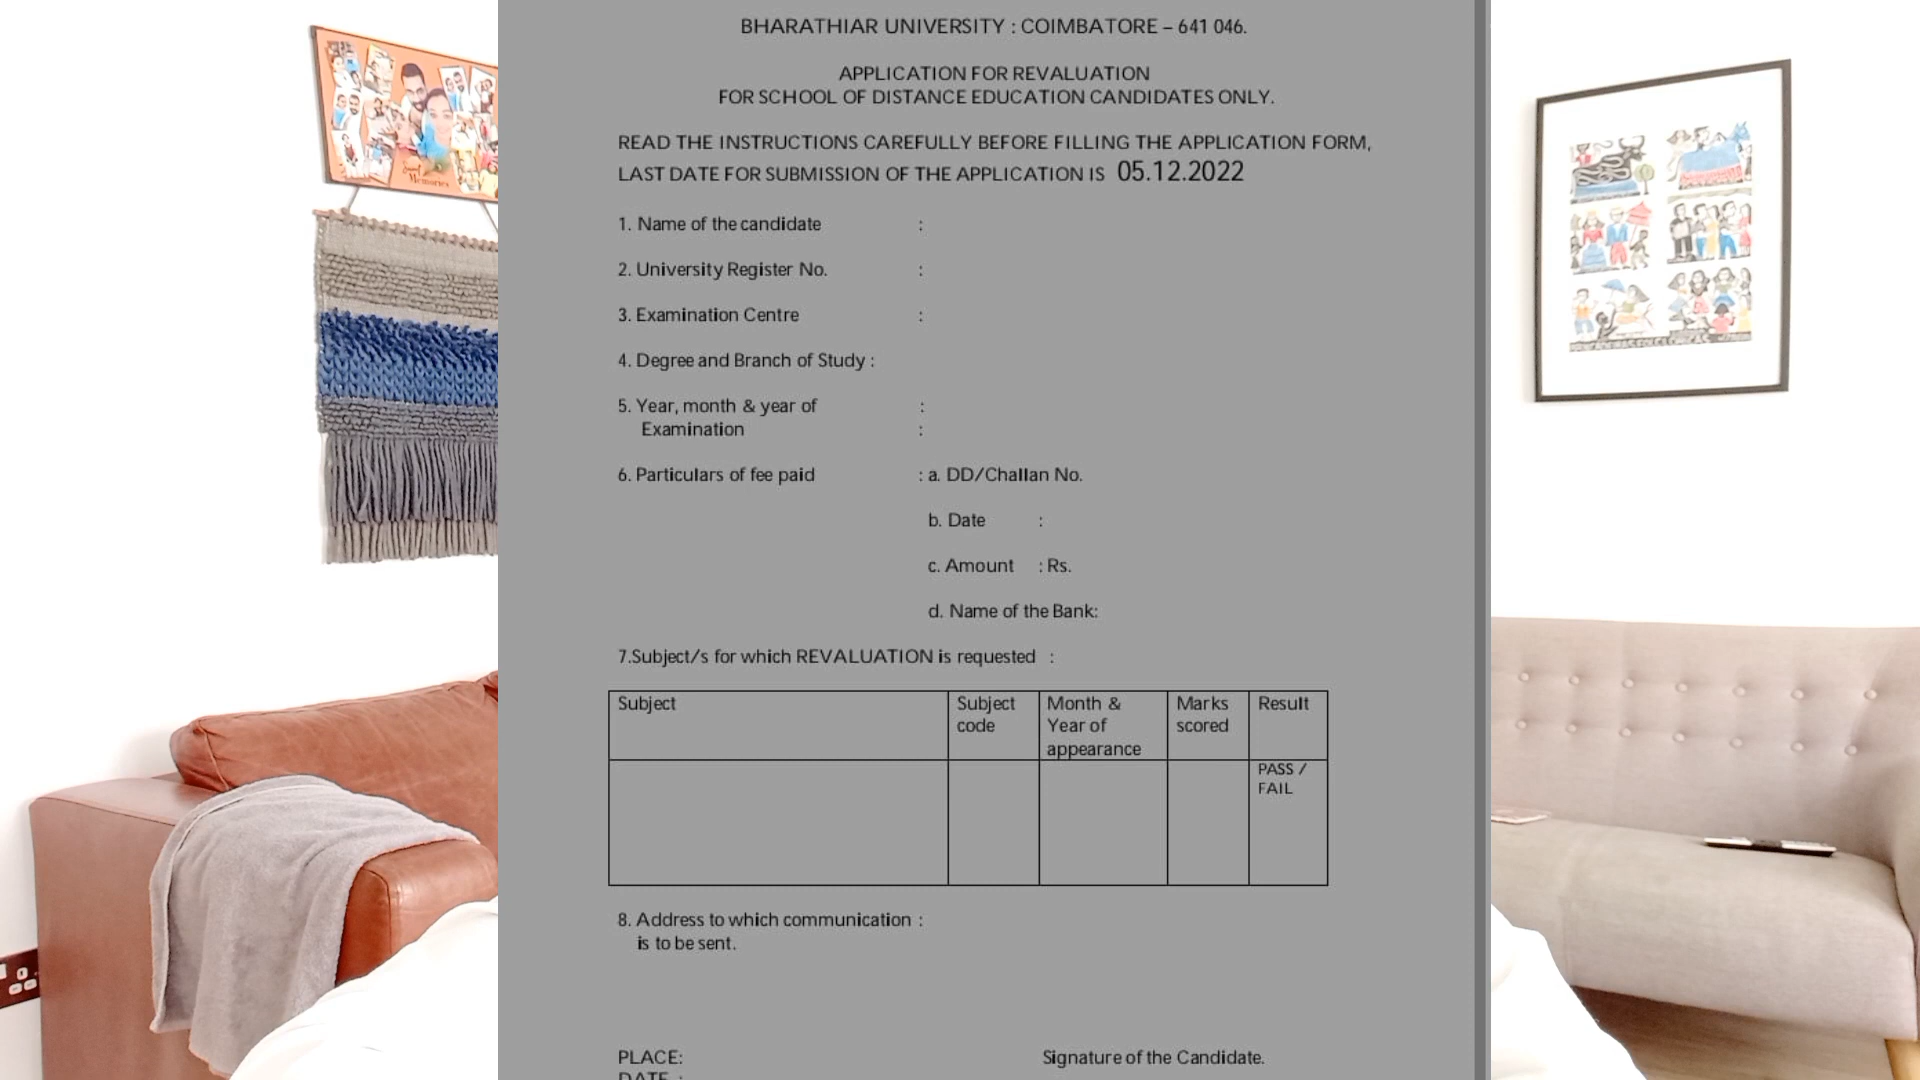 BHARATHIAR UNIVERSITY : COIMBATORE – 641 046.
APPLICATION FOR REVALUATION
FOR SCHOOL OF DISTANCE EDUCATION CANDIDATES ONLY.
READ THE INSTRUCTIONS CAREFULLY BEFORE FILLING THE APPLICATION FORM,
LAST DATE FOR SUBMISSION OF THE APPLICATION IS 05.12.2022
1. Name of the candidate :
2. University Register No. :
3. Examination Centre :
4. Degree and Branch of Study :
5. Year, month & year of :
Examination :
6. Particulars of fee paid : a. DD/Challan No.
b. Date :
c. Amount : Rs.
d. Name of the Bank:
7.Subject/s for which REVALUATION is requested :
Subject Subject code Month & Year of appearance Marks scored Result
PASS / FAIL
8. Address to which communication :
is to be sent.
PLACE: Signature of the Candidate.
DATE :
Memories